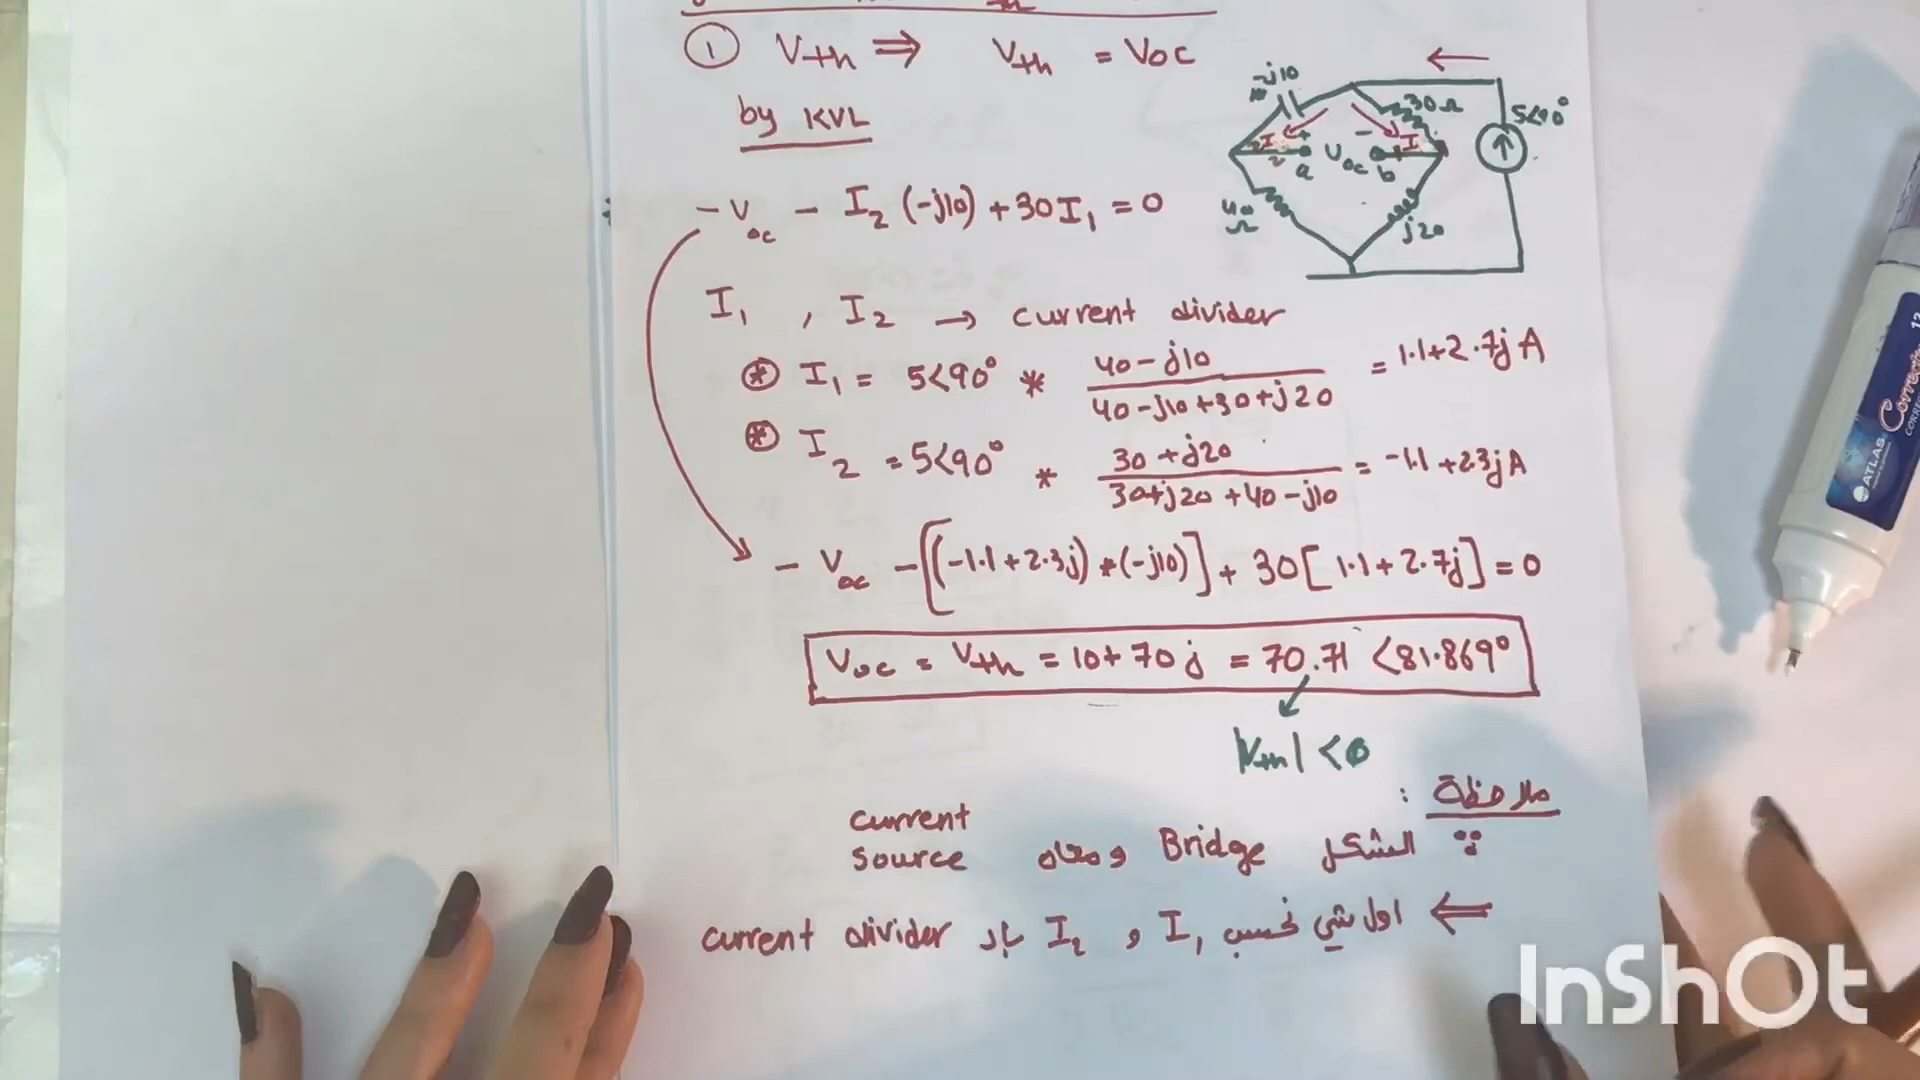 ① Vth ⇒ Vth = Voc
by KVL
-j10
30Ω
5<90°
I2 + Voc - I1
a b
40Ω
j20
-Voc - I2 (-j10) + 30 I1 = 0
I1 , I2 → current divider
⊛ I1 = 5<90° * (40 - j10) / (40 - j10 + 30 + j20) = 1.1 + 2.7j A
⊛ I2 = 5<90° * (30 + j20) / (30 + j20 + 40 - j10) = -1.1 + 2.3j A
- Voc - [(-1.1 + 2.3j) * (-j10)] + 30 [1.1 + 2.7j] = 0
Voc = Vth = 10 + 70j = 70.71 <81.869°
|Vth| <θ
ملاحظة :
الشكل Bridge ومعاه current source
⇐ اول شي نحسب I1 و I2 بال current divider
ATLAS
InShOt